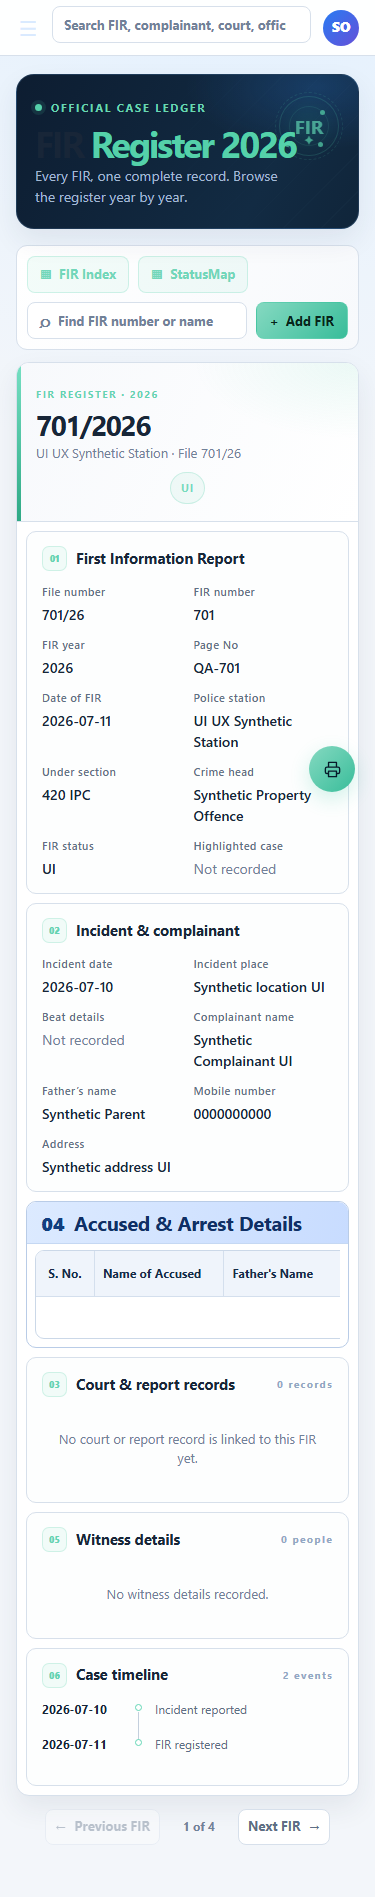 Search FIR, complainant, court, offic
SO
OFFICIAL CASE LEDGER
FIR Register 2026
FIR
Every FIR, one complete record. Browse
the register year by year.
FIR Index
StatusMap
Find FIR number or name
+ Add FIR
FIR REGISTER • 2026
701/2026
UI UX Synthetic Station · File 701/26
UI
01 First Information Report
File number FIR number
701/26 701
FIR year Page No
2026 QA-701
Date of FIR Police station
2026-07-11 UI UX Synthetic
Station
Under section Crime head
420 IPC Synthetic Property
Offence
FIR status Highlighted case
UI Not recorded
02 Incident & complainant
Incident date Incident place
2026-07-10 Synthetic location UI
Beat details Complainant name
Not recorded Synthetic
Complainant UI
Father's name Mobile number
Synthetic Parent 0000000000
Address
Synthetic address UI
04 Accused & Arrest Details
S. No. Name of Accused Father's Name
03 Court & report records 0 records
No court or report record is linked to this FIR
yet.
05 Witness details 0 people
No witness details recorded.
06 Case timeline 2 events
2026-07-10 Incident reported
2026-07-11 FIR registered
← Previous FIR 1 of 4 Next FIR →